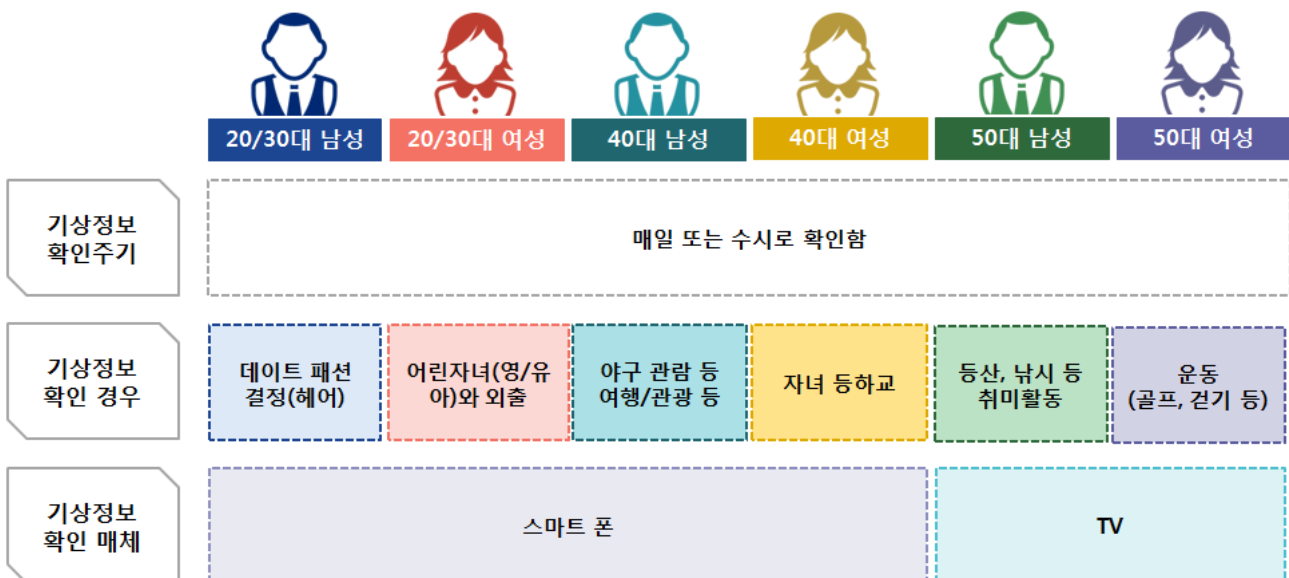 20/30대 남성
20/30대 여성
40대 남성
40대 여성
50대 남성
50대 여성
기상정보
확인주기
매일 또는 수시로 확인함
기상정보
확인 경우
데이트 패션
결정(헤어)
어린자녀(영/유
아)와 외출
야구 관람 등
여행/관광 등
자녀 등하교
등산, 낚시 등
취미활동
운동
(골프, 걷기 등)
기상정보
확인 매체
스마트 폰
TV